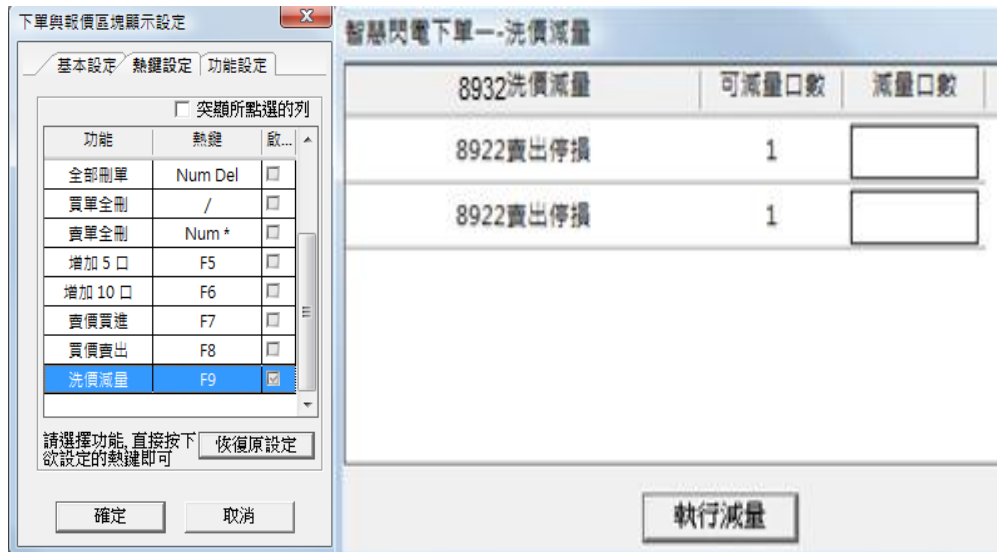 下單與報價區塊顯示設定
基本設定 熱鍵設定 功能設定
突顯所點選的列
功能 熱鍵 啟...
全部刪單 Num Del
買單全刪 /
賣單全刪 Num *
增加 5 口 F5
增加 10 口 F6
賣價買進 F7
買價賣出 F8
洗價減量 F9
請選擇功能, 直接按下
欲設定的熱鍵即可
恢復原設定
確定 取消
智慧閃電下單一-洗價減量
8932洗價減量 可減量口數 減量口數
8922賣出停損 1
8922賣出停損 1
執行減量